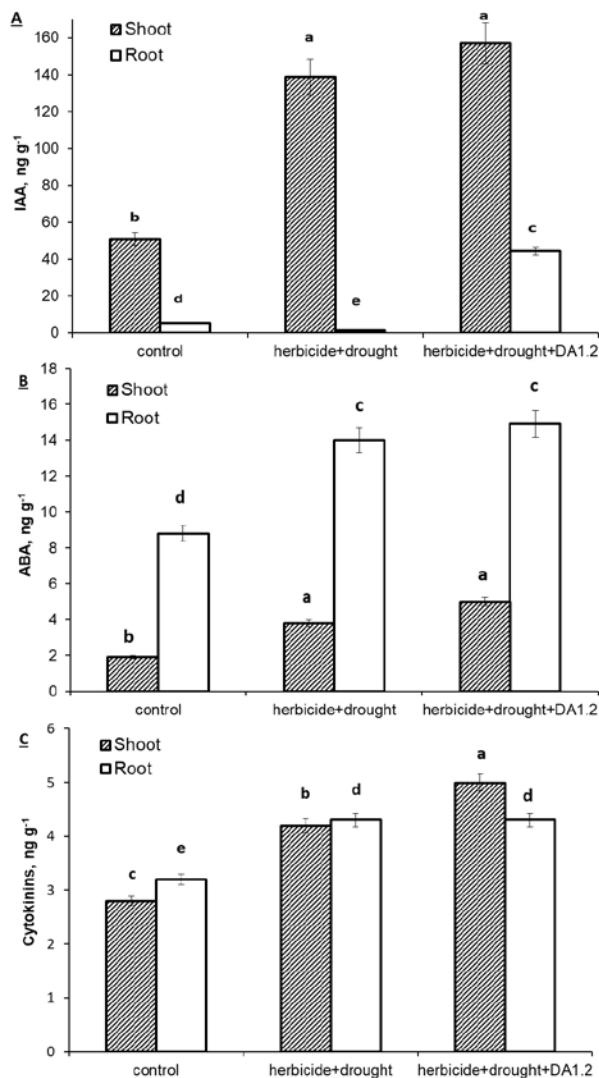 A
Shoot
Root
IAA, ng g⁻¹
160
140
120
100
80
60
40
20
0
b
d
a
e
a
c
control
herbicide+drought
herbicide+drought+DA1.2
B
Shoot
Root
ABA, ng g⁻¹
18
16
14
12
10
8
6
4
2
0
b
d
a
c
a
c
control
herbicide+drought
herbicide+drought+DA1.2
C
Shoot
Root
Cytokinins, ng g⁻¹
6
5
4
3
2
1
0
c
e
b
d
a
d
control
herbicide+drought
herbicide+drought+DA1.2